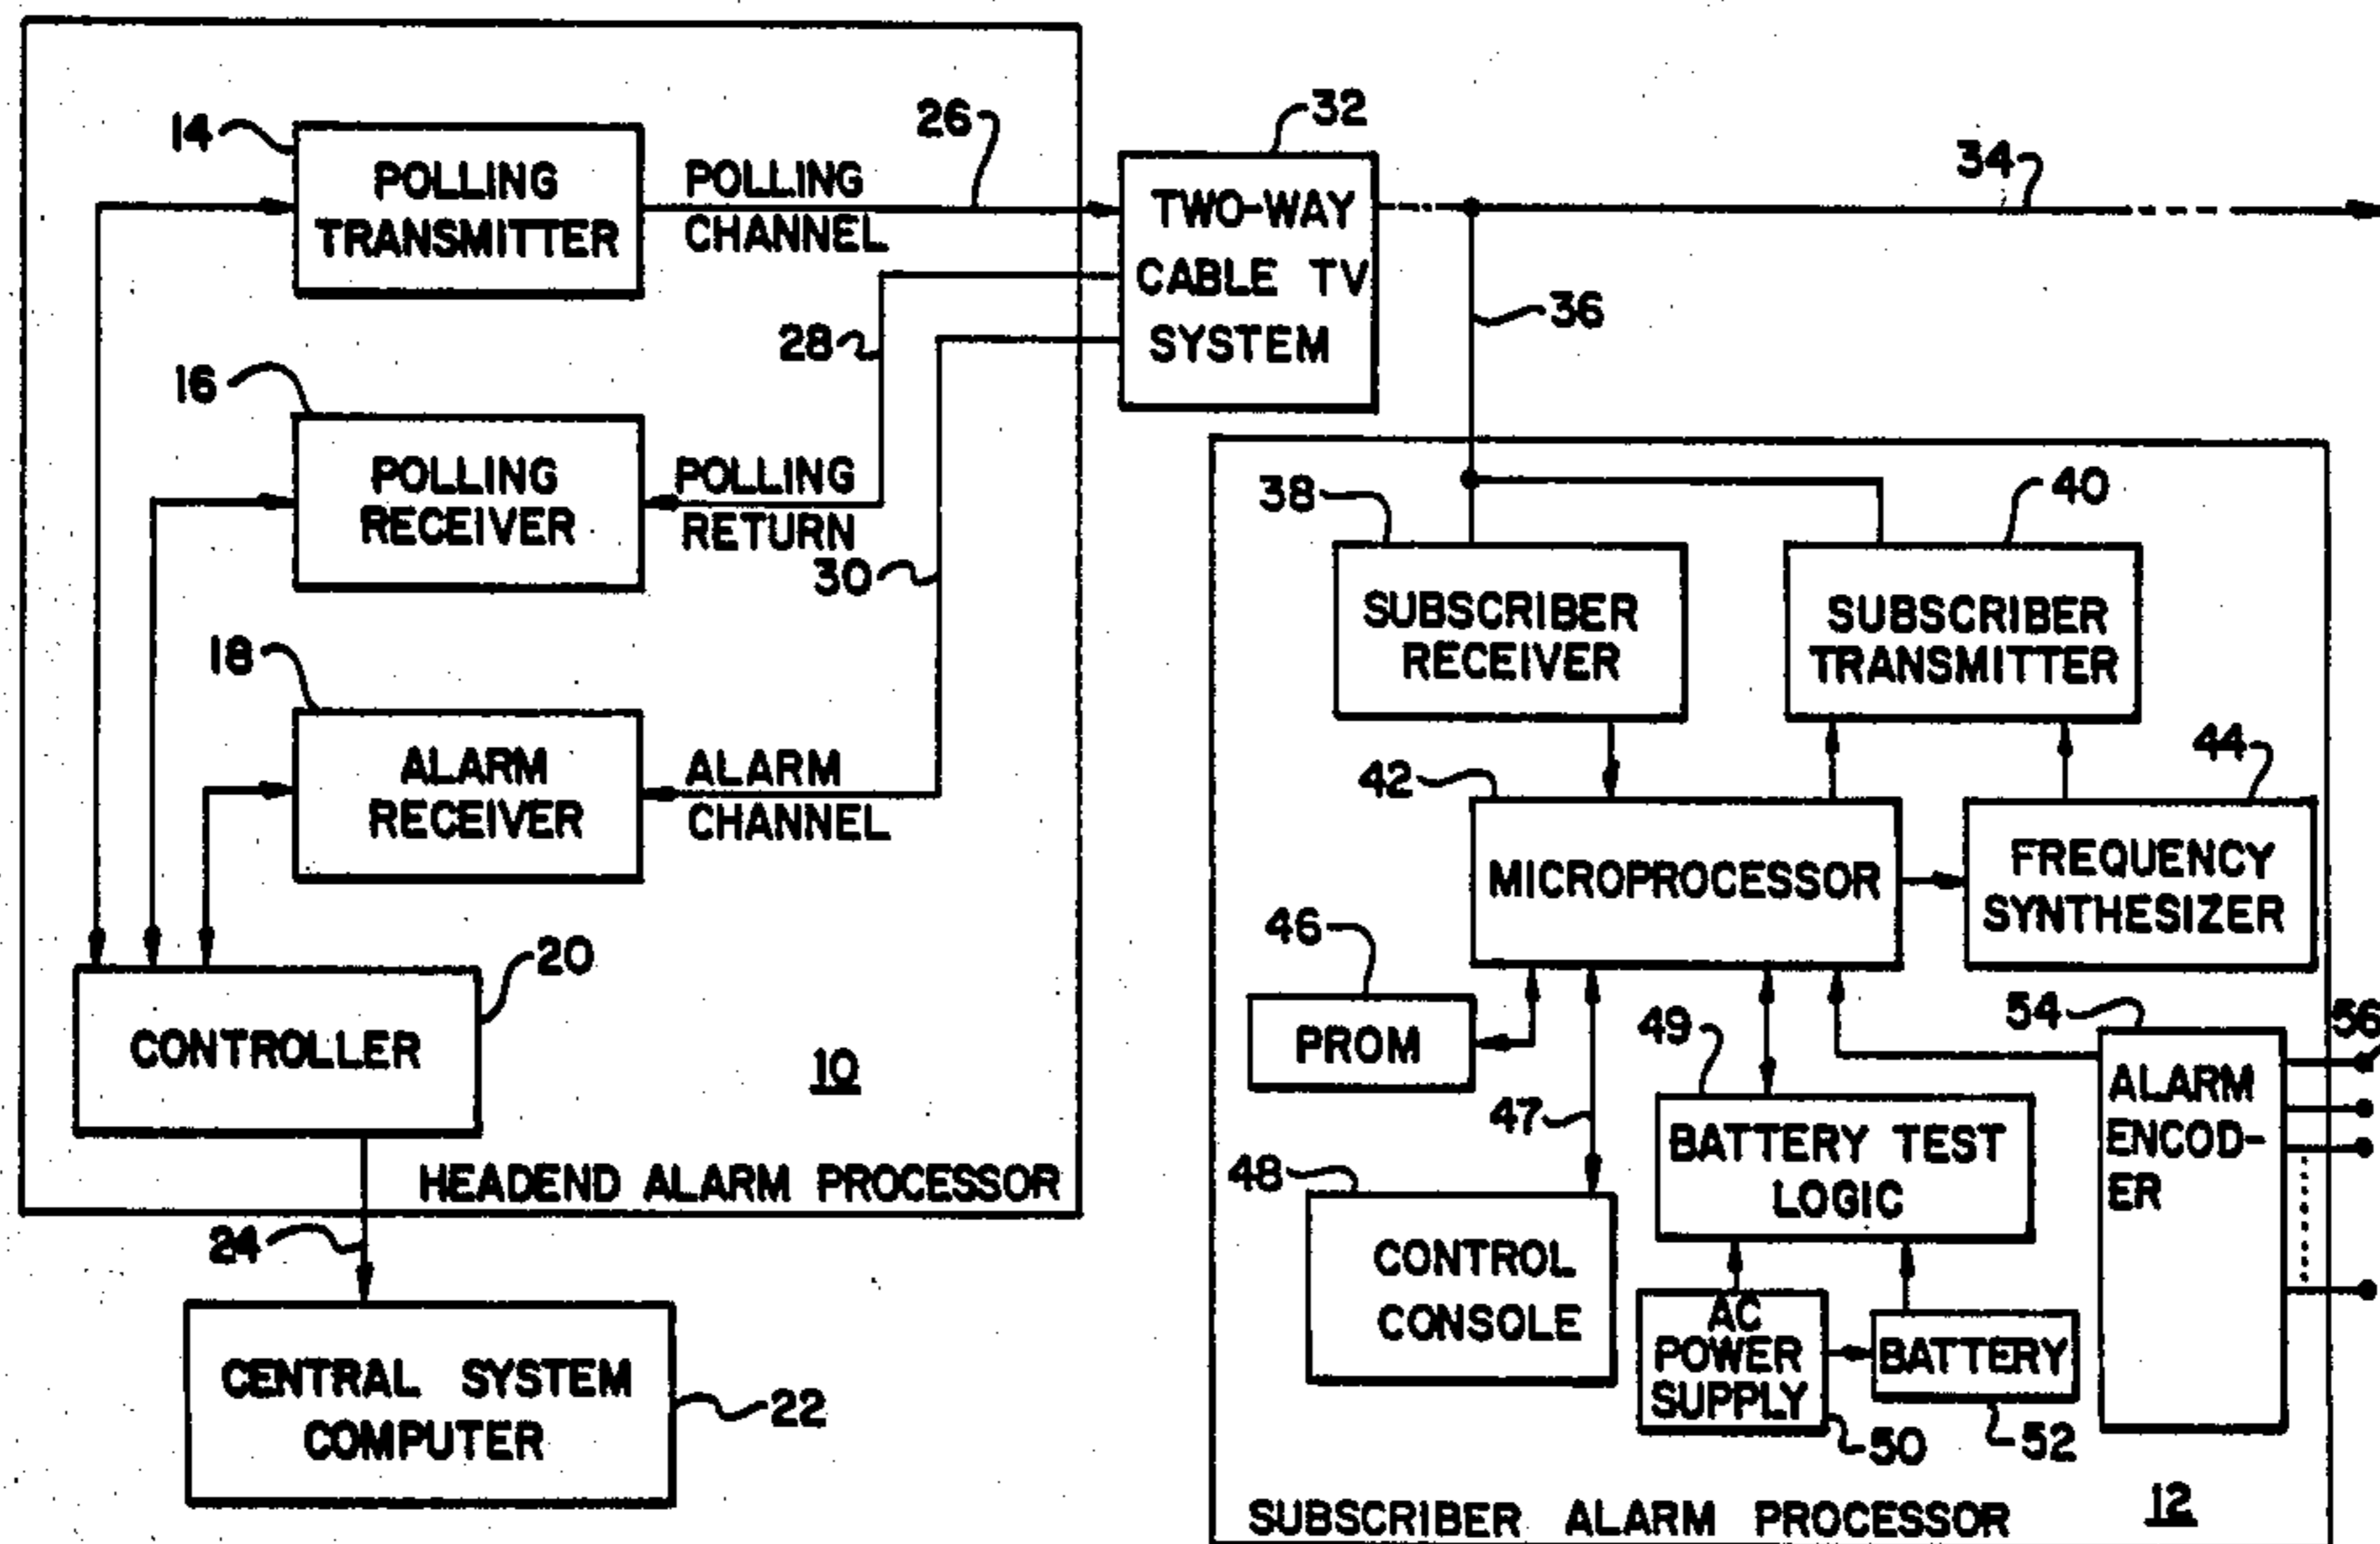 14
POLLING
TRANSMITTER
POLLING
CHANNEL
26
32
TWO-WAY
CABLE TV
SYSTEM
34
36
28
16
POLLING
RECEIVER
POLLING
RETURN
30
18
ALARM
RECEIVER
ALARM
CHANNEL
20
CONTROLLER
10
HEADEND ALARM PROCESSOR
24
CENTRAL SYSTEM
COMPUTER
22
38
SUBSCRIBER
RECEIVER
40
SUBSCRIBER
TRANSMITTER
42
MICROPROCESSOR
44
FREQUENCY
SYNTHESIZER
46
PROM
47
48
CONTROL
CONSOLE
49
BATTERY TEST
LOGIC
AC
POWER
SUPPLY
50
BATTERY
52
54
ALARM
ENCOD-
ER
56
12
SUBSCRIBER ALARM PROCESSOR